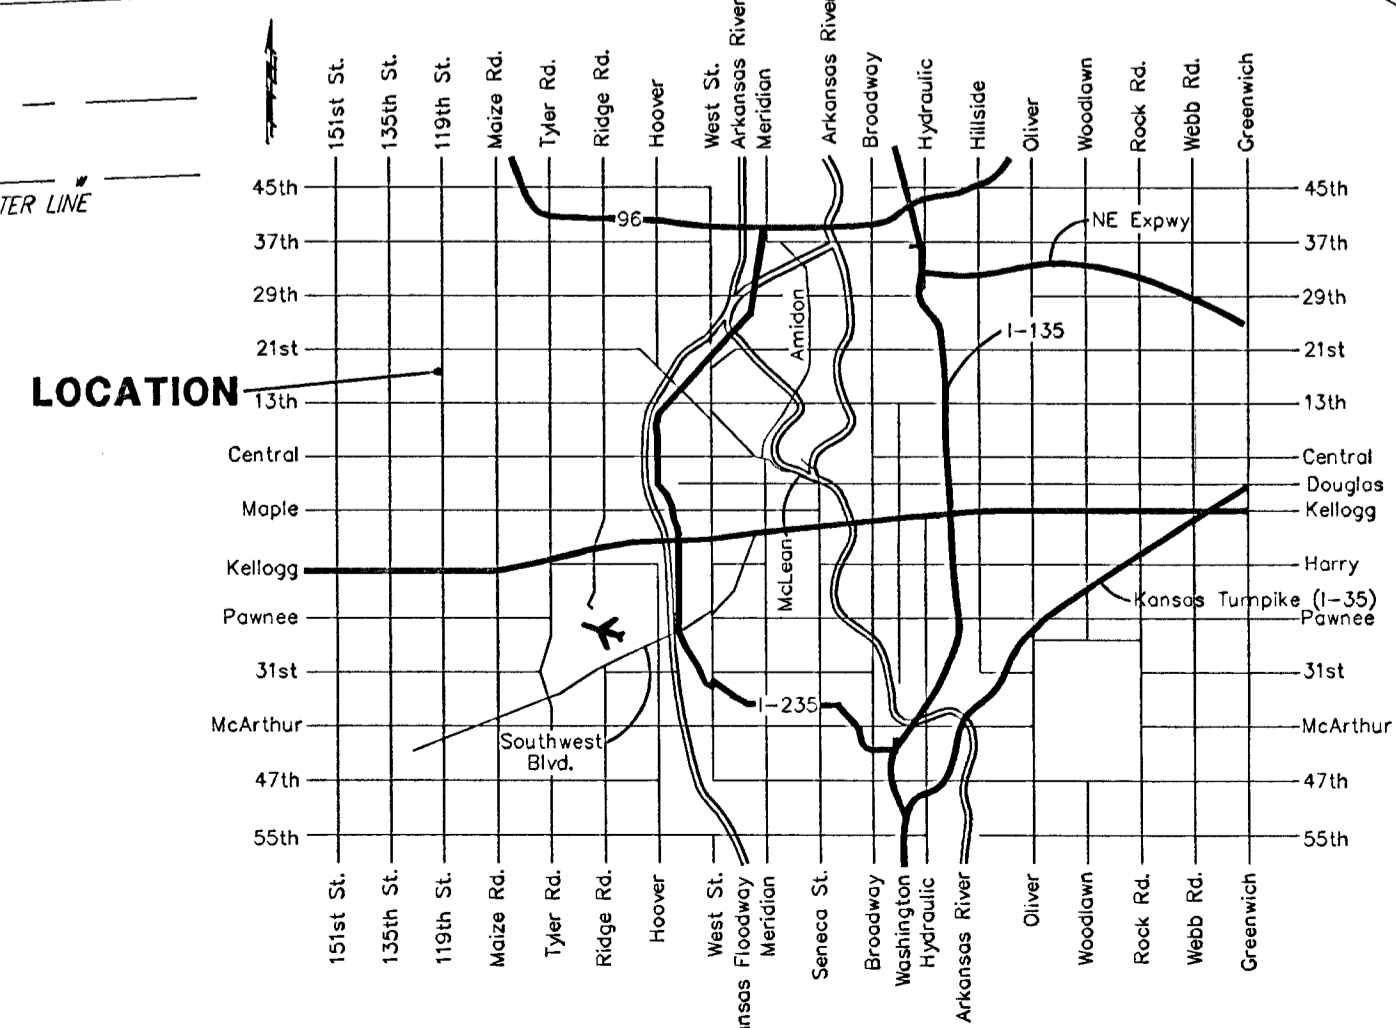 151st St.
135th St.
119th St.
Maize Rd.
Tyler Rd.
Ridge Rd.
Hoover
West St.
Arkansas River
Meridian
Arkansas River
Broadway
Hydraulic
Hillside
Oliver
Woodlawn
Rock Rd.
Webb Rd.
Greenwich
W
TER LINE
45th
45th
96
NE Expwy
37th
37th
29th
29th
Amidon
I-135
21st
21st
LOCATION
13th
13th
Central
Central
Douglas
Maple
Kellogg
McLean
Kellogg
Harry
Kansas Turnpike (I-35)
Pawnee
Pawnee
31st
31st
I-235
McArthur
McArthur
Southwest
Blvd.
47th
47th
55th
55th
151st St.
135th St.
119th St.
Maize Rd.
Tyler Rd.
Ridge Rd.
Hoover
West St.
nsas Floodway
Meridian
Seneca St.
Broadway
Washington
Hydraulic
Arkansas River
Oliver
Woodlawn
Rock Rd.
Webb Rd.
Greenwich